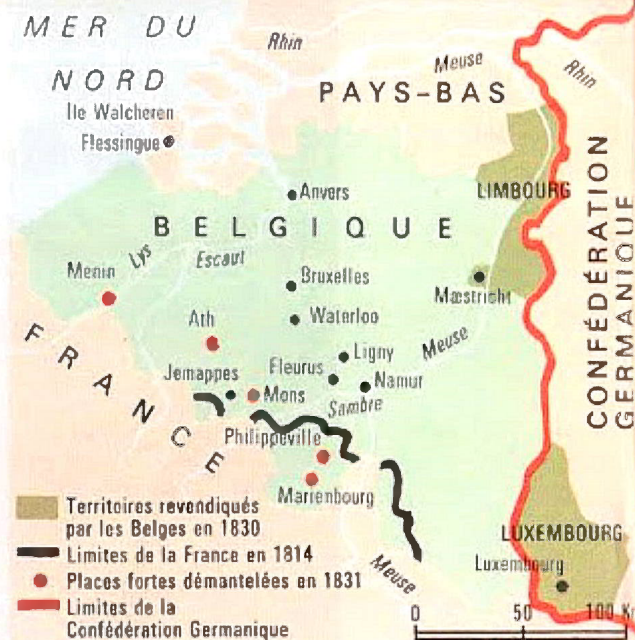 MER DU
NORD
Rhin
Meuse
Rhin
PAYS-BAS
Ile Walcheren
Flessingue
CONFÉDÉRATION
GERMANIQUE
LIMBOURG
Anvers
BELGIQUE
Lys
Escaut
Menin
Bruxelles
Mæstricht
Ath
Waterloo
Meuse
Ligny
FRANCE
Jemappes
Fleurus
Namur
Mons
Sambre
Philippeville
Marienbourg
Territoires revendiqués
par les Belges en 1830
Limites de la France en 1814
Places fortes démantelées en 1831
Limites de la
Confédération Germanique
Meuse
LUXEMBOURG
Luxembourg
0 50 100 K